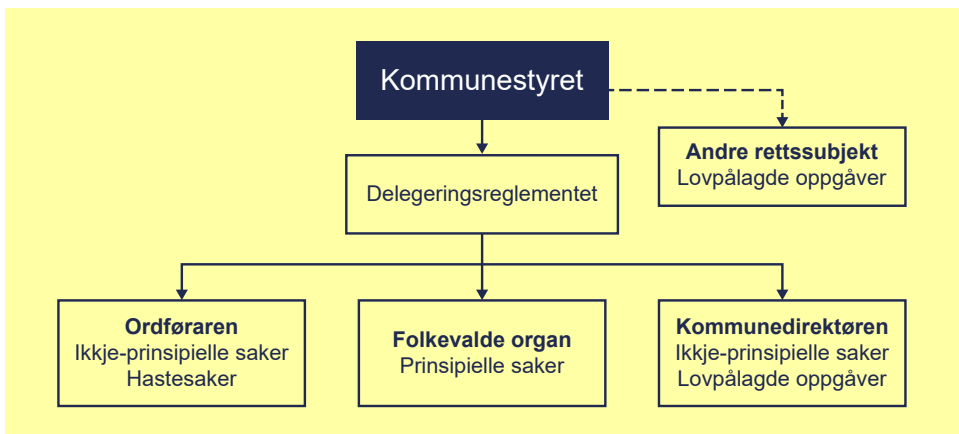 Kommunestyret
Andre rettssubjekt
Lovpålagde oppgåver
Delegeringsreglementet
Ordføraren
Ikkje-prinsipielle saker
Hastesaker
Folkevalde organ
Prinsipielle saker
Kommunedirektøren
Ikkje-prinsipielle saker
Lovpålagde oppgåver